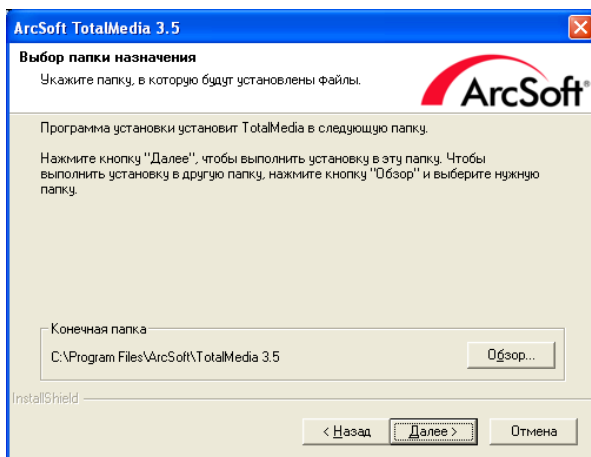 ArcSoft TotalMedia 3.5
Выбор папки назначения
Укажите папку, в которую будут установлены файлы.
ArcSoft®
Программа установки установит TotalMedia в следующую папку.
Нажмите кнопку "Далее", чтобы выполнить установку в эту папку. Чтобы
выполнить установку в другую папку, нажмите кнопку "Обзор" и выберите нужную
папку.
Конечная папка
C:\Program Files\ArcSoft\TotalMedia 3.5
Обзор...
InstallShield
< Назад
Далее >
Отмена